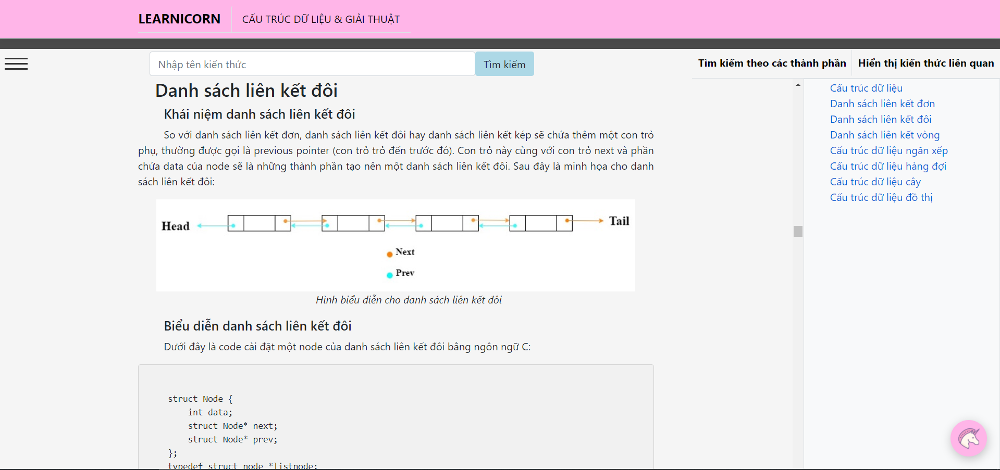 LEARNICORN
CẤU TRÚC DỮ LIỆU & GIẢI THUẬT
Nhập tên kiến thức
Tìm kiếm
Tìm kiếm theo các thành phần
Hiển thị kiến thức liên quan
Danh sách liên kết đôi
Khái niệm danh sách liên kết đôi
So với danh sách liên kết đơn, danh sách liên kết đôi hay danh sách liên kết kép sẽ chứa thêm một con trỏ
phụ, thường được gọi là previous pointer (con trỏ trỏ đến trước đó). Con trỏ này cùng với con trỏ next và phần
chứa data của node sẽ là những thành phần tạo nên một danh sách liên kết đôi. Sau đây là minh họa cho danh
sách liên kết đôi:
Head
Tail
Next
Prev
Hình biểu diễn cho danh sách liên kết đôi
Biểu diễn danh sách liên kết đôi
Dưới đây là code cài đặt một node của danh sách liên kết đôi bằng ngôn ngữ C:
struct Node {
int data;
struct Node* next;
struct Node* prev;
};
typedef struct node *listnode;
Cấu trúc dữ liệu
Danh sách liên kết đơn
Danh sách liên kết đôi
Danh sách liên kết vòng
Cấu trúc dữ liệu ngăn xếp
Cấu trúc dữ liệu hàng đợi
Cấu trúc dữ liệu cây
Cấu trúc dữ liệu đồ thị